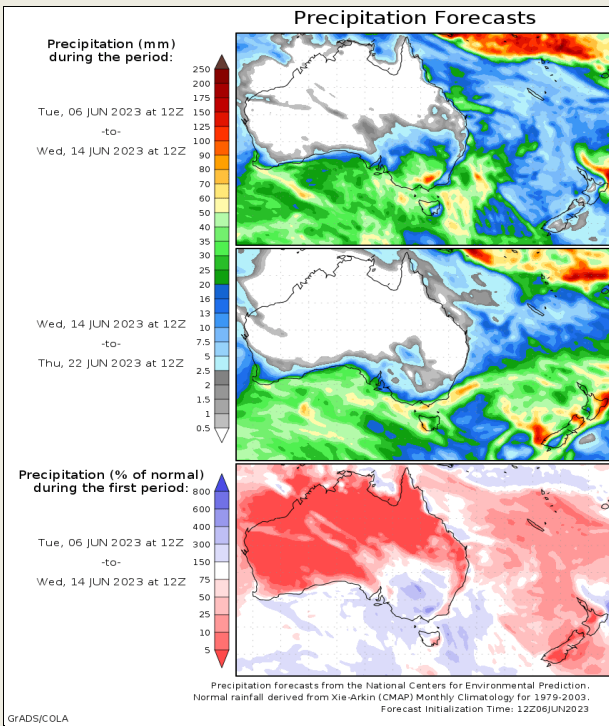 Precipitation Forecasts
Precipitation (mm)
during the period:
Tue, 06 JUN 2023 at 12Z
-to-
Wed, 14 JUN 2023 at 12Z
250
200
175
150
125
100
90
80
70
60
50
40
35
30
25
20
16
13
10
7.5
5
2.5
2
1.5
1
0.5
Wed, 14 JUN 2023 at 12Z
-to-
Thu, 22 JUN 2023 at 12Z
Precipitation (% of normal)
during the first period:
Tue, 06 JUN 2023 at 12Z
-to-
Wed, 14 JUN 2023 at 12Z
800
600
400
300
150
75
50
25
10
5
Precipitation forecasts from the National Centers for Environmental Prediction.
Normal rainfall derived from Xie-Arkin (CMAP) Monthly Climatology for 1979-2003.
Forecast Initialization Time: 12Z06JUN2023
GrADS/COLA